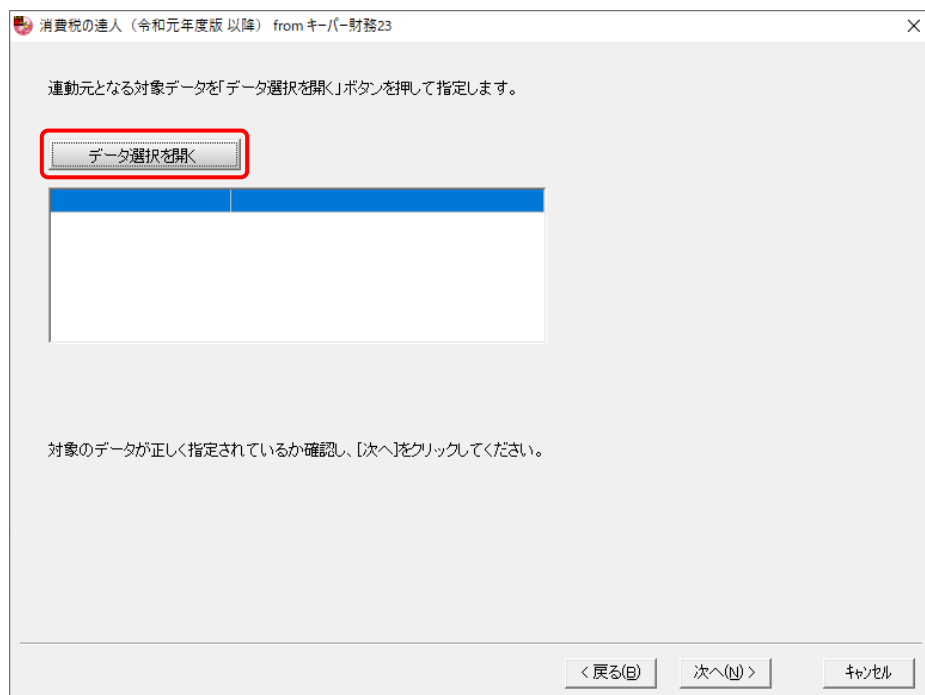 消費税の達人（令和元年度版 以降） from キーパー財務23
連動元となる対象データを「データ選択を開く」ボタンを押して指定します。
データ選択を開く
対象のデータが正しく指定されているか確認し、[次へ]をクリックしてください。
< 戻る(B)
次へ(N) >
キャンセル